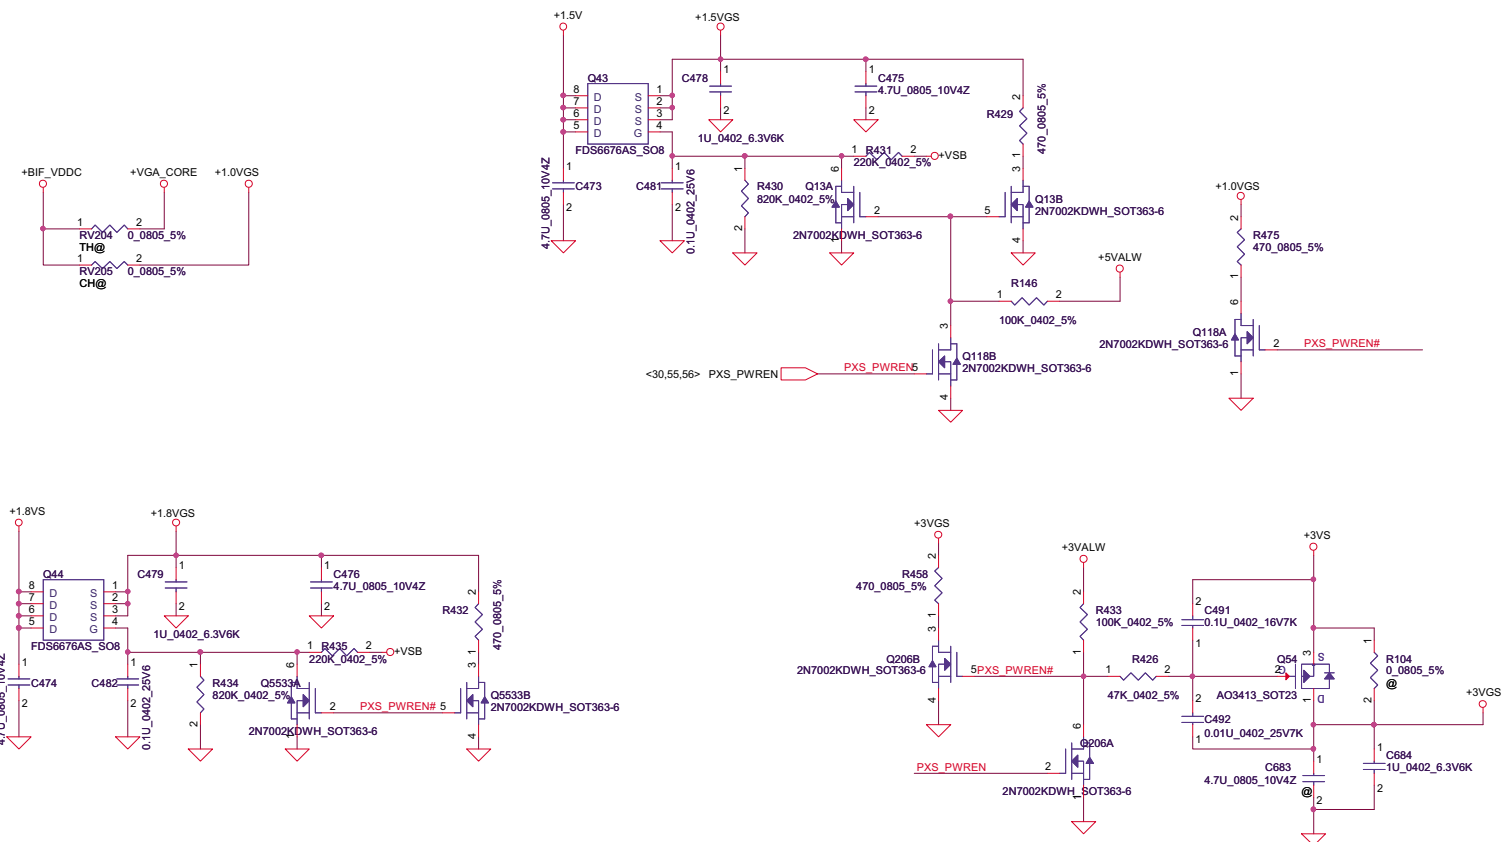 +1.5V
+1.5VGS
Q43
8 D S 1
7 D S 2
6 D S 3
5 D G 4
FDS6676AS_SO8
C478
1
2
1U_0402_6.3V6K
1
C475
4.7U_0805_10V4Z
2
2
R429
1
470_0805_5%
1
C473
2
4.7U_0805_10V4Z
1
C481
2
0.1U_0402_25V6
1
R430
820K_0402_5%
2
1 R431 2
220K_0402_5%
+VSB
Q13A
6
2
1
2N7002KDWH_SOT363-6
3
5
Q13B
2N7002KDWH_SOT363-6
4
+5VALW
R146
1 2
100K_0402_5%
3
Q118B
2N7002KDWH_SOT363-6
4
<30,55,56> PXS_PWREN
PXS_PWREN 5
+1.0VGS
2
R475
470_0805_5%
1
6
Q118A
2N7002KDWH_SOT363-6
2 PXS_PWREN#
1
+BIF_VDDC
+VGA_CORE
+1.0VGS
1 2
RV204 0_0805_5%
TH@
1 2
RV205 0_0805_5%
CH@
+1.8VS
+1.8VGS
Q44
8 D S 1
7 D S 2
6 D S 3
5 D G 4
FDS6676AS_SO8
C479
1
2
1U_0402_6.3V6K
1
C476
4.7U_0805_10V4Z
2
2
R432
1
470_0805_5%
1
C474
2
4.7U_0805_10V4Z
1
C482
2
0.1U_0402_25V6
1
R434
820K_0402_5%
2
1 R435 2
220K_0402_5%
+VSB
6
Q5533A
2 PXS_PWREN# 5
1
2N7002KDWH_SOT363-6
3
Q5533B
2N7002KDWH_SOT363-6
4
+3VGS
2
R458
470_0805_5%
1
3
Q206B
2N7002KDWH_SOT363-6
5 PXS_PWREN#
4
+3VALW
2
R433
100K_0402_5%
1
R426
1 2
47K_0402_5%
6
Q206A
PXS_PWREN 2
1
2N7002KDWH_SOT363-6
+3VS
2
C491
0.1U_0402_16V7K
1
2
C492
0.01U_0402_25V7K
1
Q54
2
G
S
3
D
1
AO3413_SOT23
1
R104
0_0805_5%
@
2
+3VGS
C683
4.7U_0805_10V4Z
@
1
2
1
C684
1U_0402_6.3V6K
2